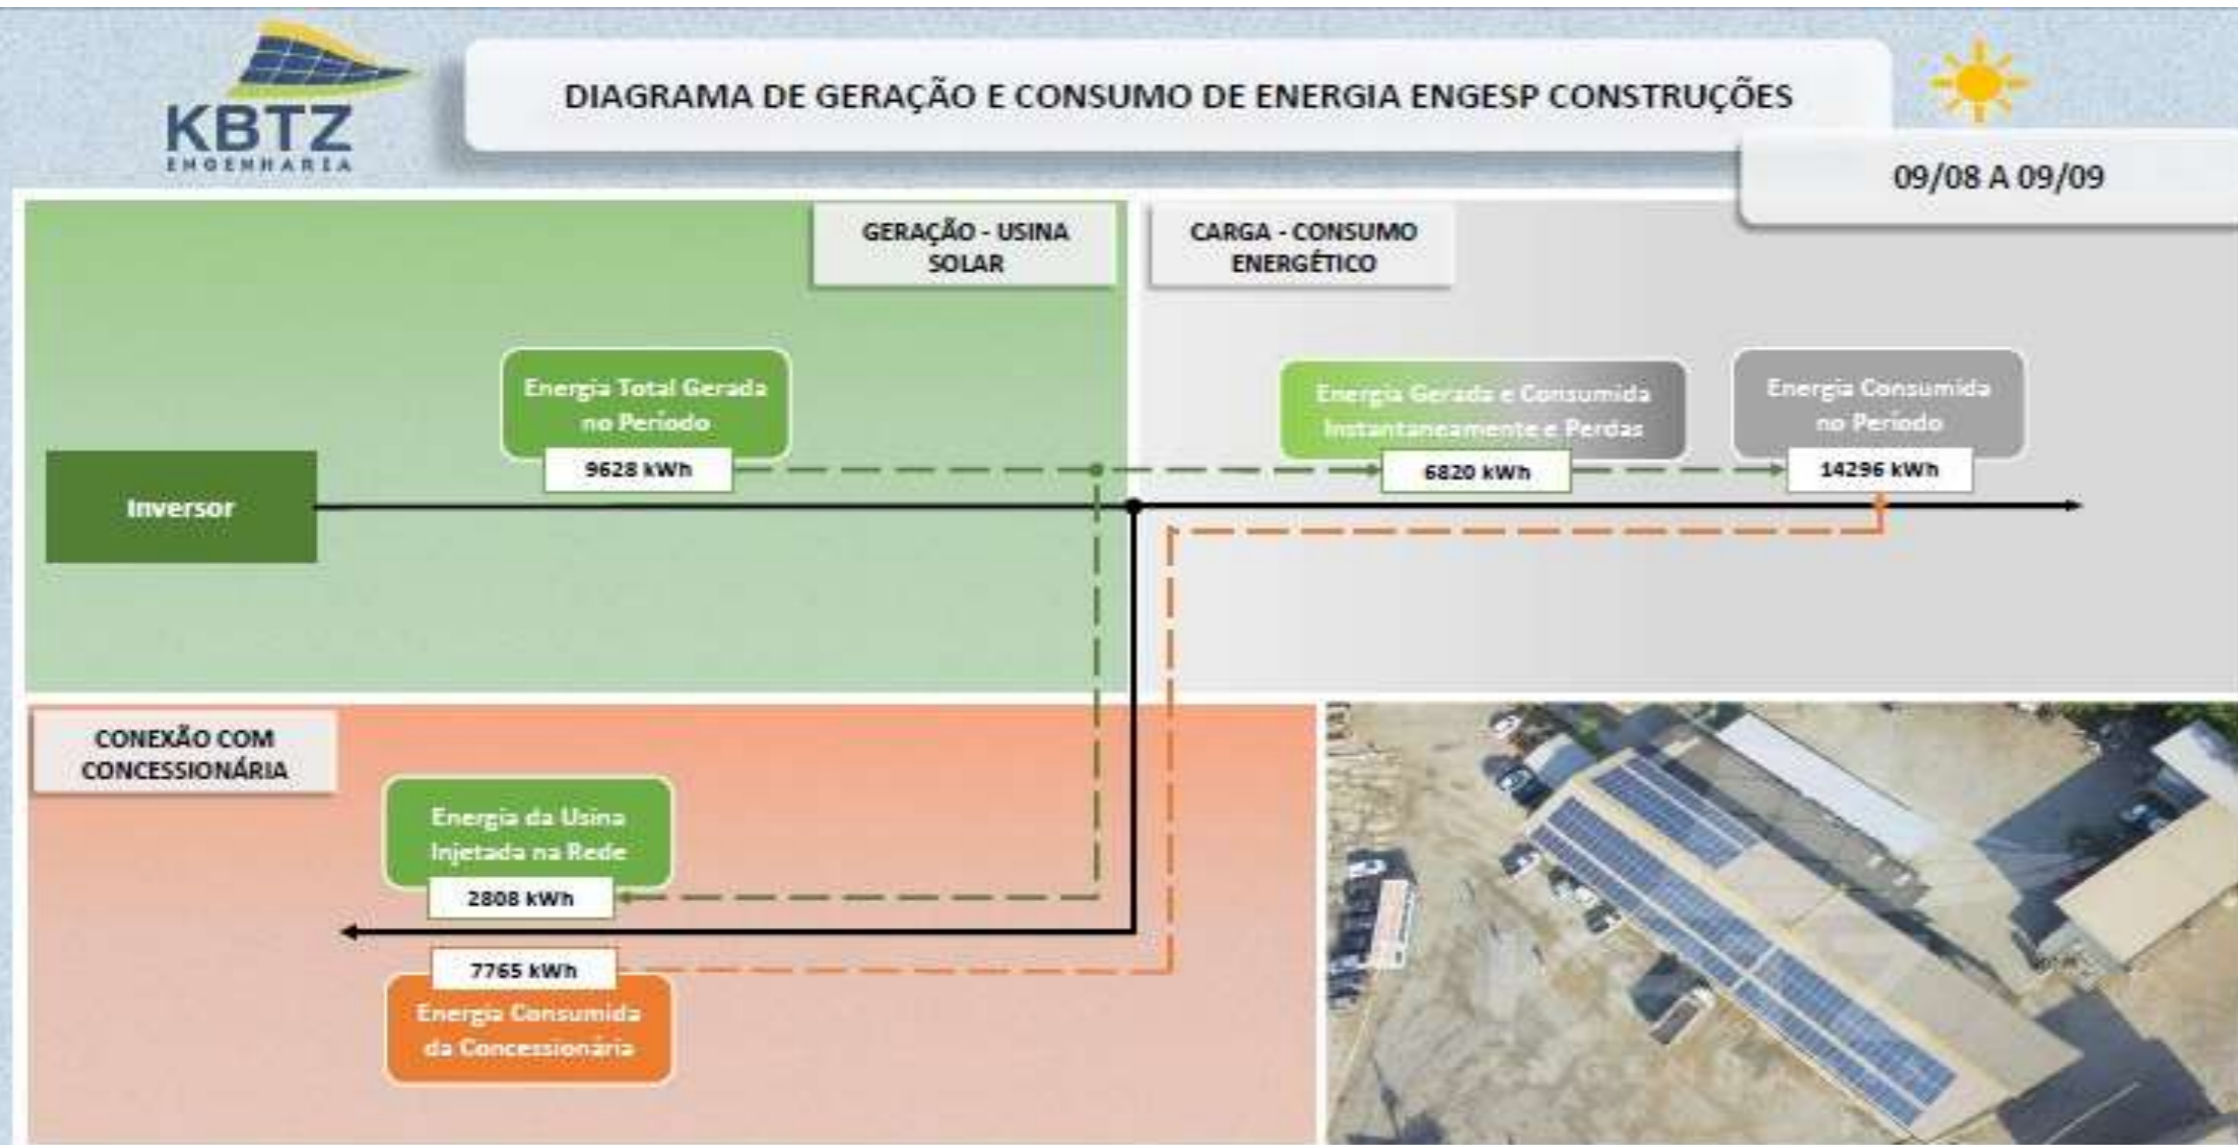 KBTZ
ENGENHARIA
DIAGRAMA DE GERAÇÃO E CONSUMO DE ENERGIA ENGESP CONSTRUÇÕES
09/08 A 09/09
GERAÇÃO - USINA
SOLAR
CARGA - CONSUMO
ENERGÉTICO
Energia Total Gerada
no Período
9628 kWh
Energia Gerada e Consumida
Instantaneamente e Perdas
6820 kWh
Energia Consumida
no Período
14296 kWh
Inversor
CONEXÃO COM
CONCESSIONÁRIA
Energia da Usina
Injetada na Rede
2808 kWh
7765 kWh
Energia Consumida
da Concessionária